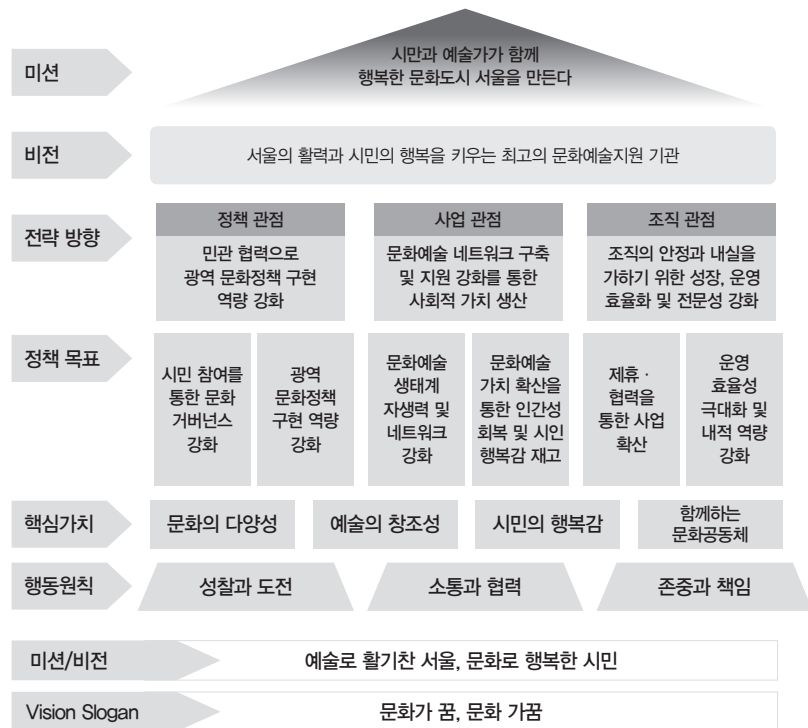 미션
시만과 예술가가 함께
행복한 문화도시 서울을 만든다
비전
서울의 활력과 시민의 행복을 키우는 최고의 문화예술지원 기관
전략 방향
정책 관점
민관 협력으로
광역 문화정책 구현
역량 강화
사업 관점
문화예술 네트워크 구축
및 지원 강화를 통한
사회적 가치 생산
조직 관점
조직의 안정과 내실을
가하기 위한 성장, 운영
효율화 및 전문성 강화
정책 목표
시민 참여를
통한 문화
거버넌스
강화
광역
문화정책
구현 역량
강화
문화예술
생태계
자생력 및
네트워크
강화
문화예술
가치 확산을
통한 인간성
회복 및 시인
행복감 재고
제휴 ·
협력을
통한 사업
확산
운영
효율성
극대화 및
내적 역량
강화
핵심가치
문화의 다양성
예술의 창조성
시민의 행복감
함께하는
문화공동체
행동원칙
성찰과 도전
소통과 협력
존중과 책임
미션/비전
예술로 활기찬 서울, 문화로 행복한 시민
Vision Slogan
문화가 꿈, 문화 가꿈